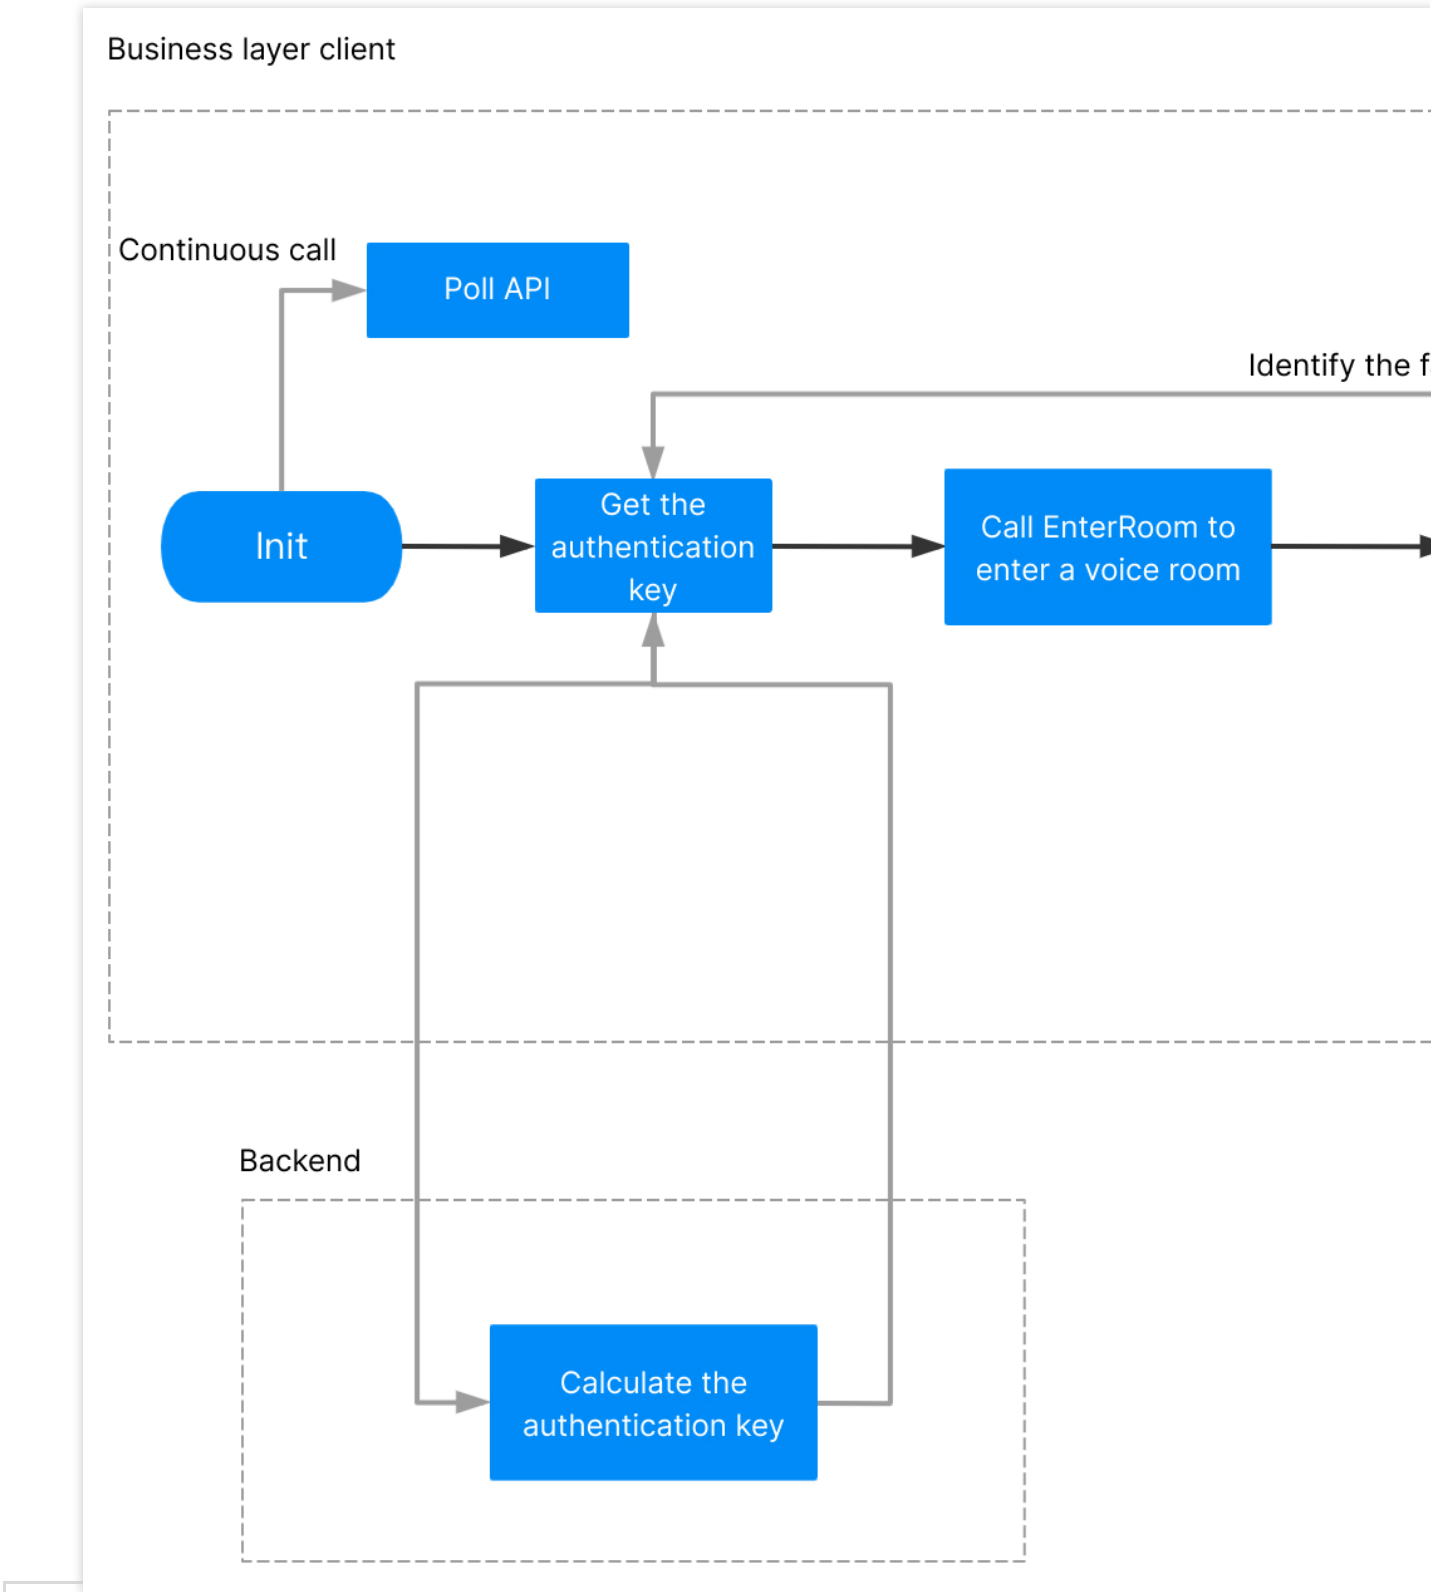 Business layer client
Continuous call
Poll API
Identify the
Init
Get the
authentication
key
Call EnterRoom to
enter a voice room
Backend
Calculate the
authentication key